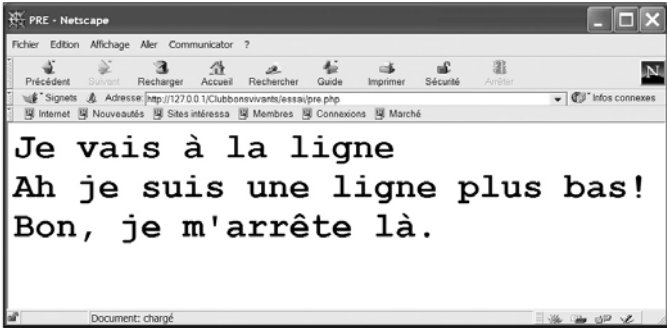 PRE - Netscape
Fichier Edition Affichage Aller Communicator ?
Précédent Suivant Recharger Accueil Rechercher Guide Imprimer Sécurité Arrêter
Signets Adresse: http://127.0.0.1/Clubbonsvivants/essai/pre.php Infos connexes
Internet Nouveautés Sites intéressa Membres Connexions Marché
Je vais à la ligne
Ah je suis une ligne plus bas!
Bon, je m'arrête là.
Document: chargé